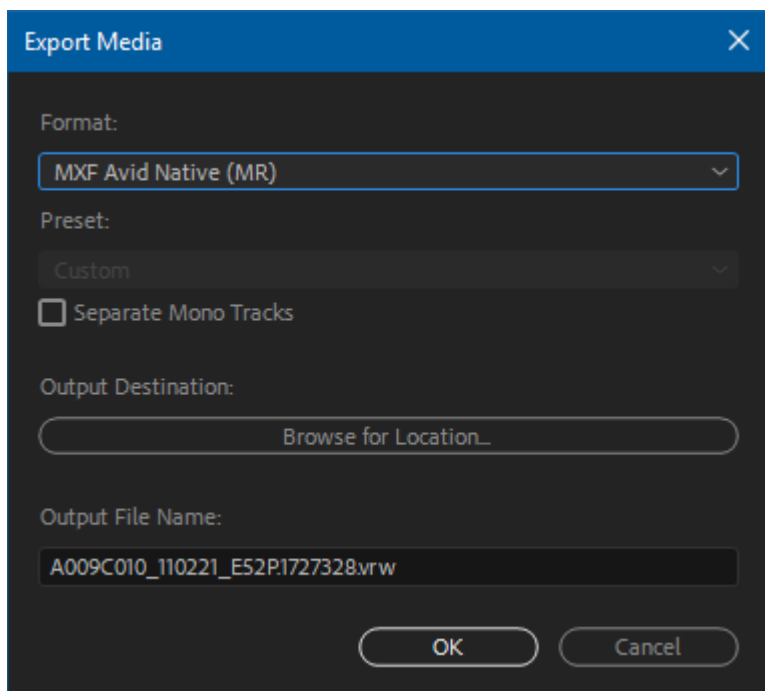 Export Media
Format:
MXF Avid Native (MR)
Preset:
Custom
Separate Mono Tracks
Output Destination:
Browse for Location...
Output File Name:
A009C010_110221_E52P.1727328.vrw
OK
Cancel